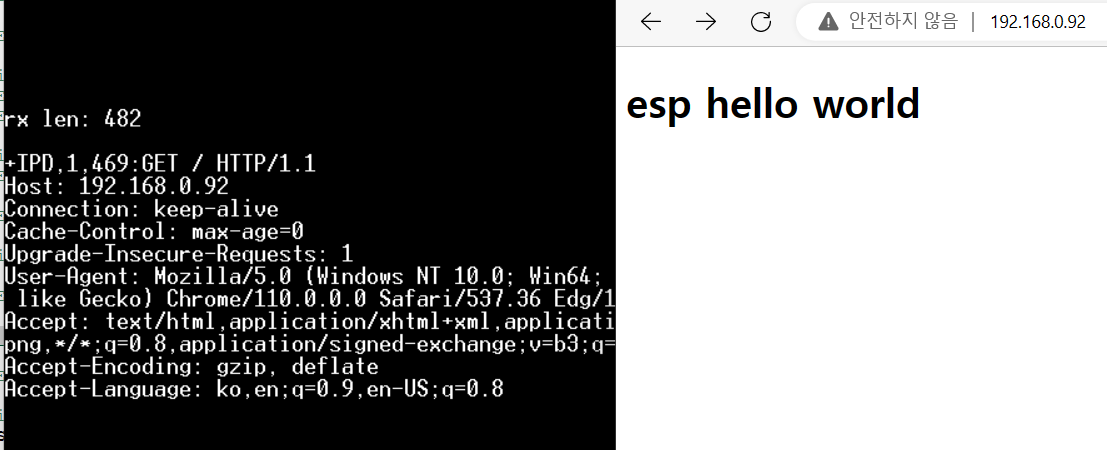 rx len: 482
+IPD,1,469:GET / HTTP/1.1
Host: 192.168.0.92
Connection: keep-alive
Cache-Control: max-age=0
Upgrade-Insecure-Requests: 1
User-Agent: Mozilla/5.0 (Windows NT 10.0; Win64;
like Gecko) Chrome/110.0.0.0 Safari/537.36 Edg/1
Accept: text/html,application/xhtml+xml,applicati
png,*/*;q=0.8,application/signed-exchange;v=b3;q=
Accept-Encoding: gzip, deflate
Accept-Language: ko,en;q=0.9,en-US;q=0.8
안전하지 않음 | 192.168.0.92
esp hello world